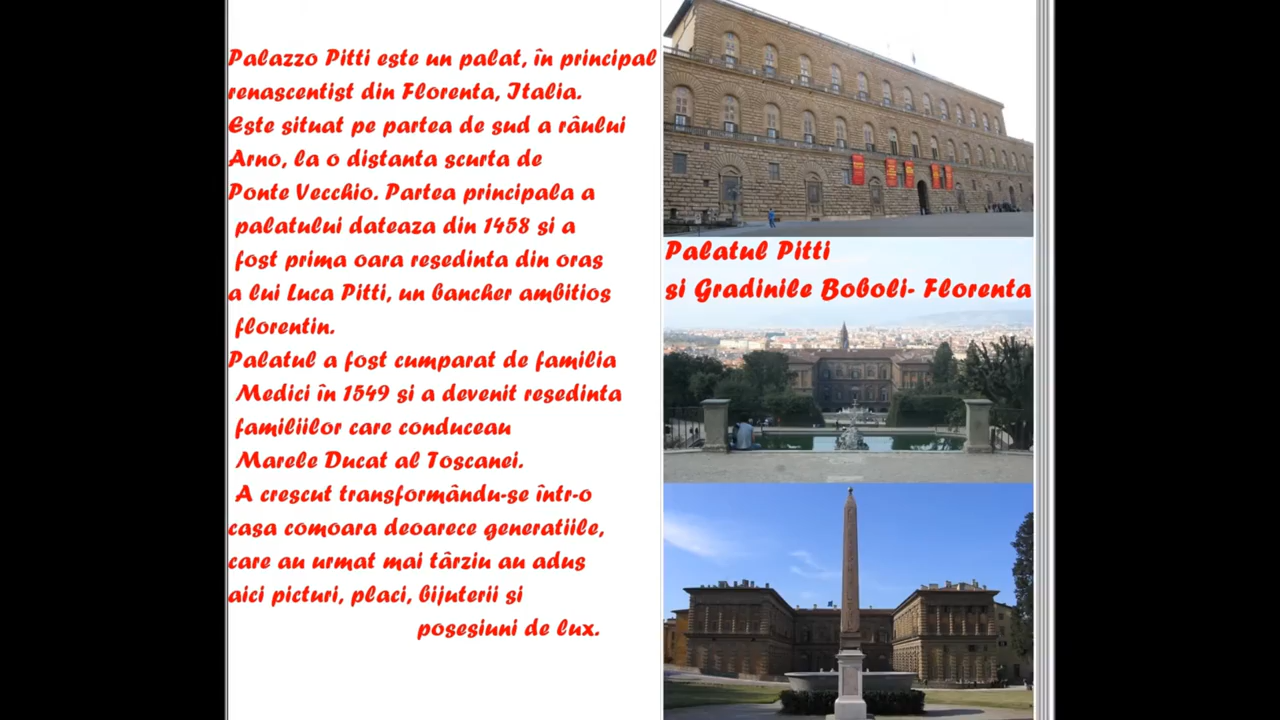 Palazzo Pitti este un palat, în principal
renascentist din Florenta, Italia.
Este situat pe partea de sud a râului
Arno, la o distanta scurta de
Ponte Vecchio. Partea principala a
palatului dateaza din 1458 si a
fost prima oara resedinta din oras
a lui Luca Pitti, un bancher ambitios
florentin.
Palatul a fost cumparat de familia
Medici în 1549 si a devenit resedinta
familiilor care conduceau
Marele Ducat al Toscanei.
A crescut transformându-se într-o
casa comoara deoarece generatiile,
care au urmat mai târziu au adus
aici picturi, placi, bijuterii si
posesiuni de lux.
Palatul Pitti
si Gradinile Boboli- Florenta